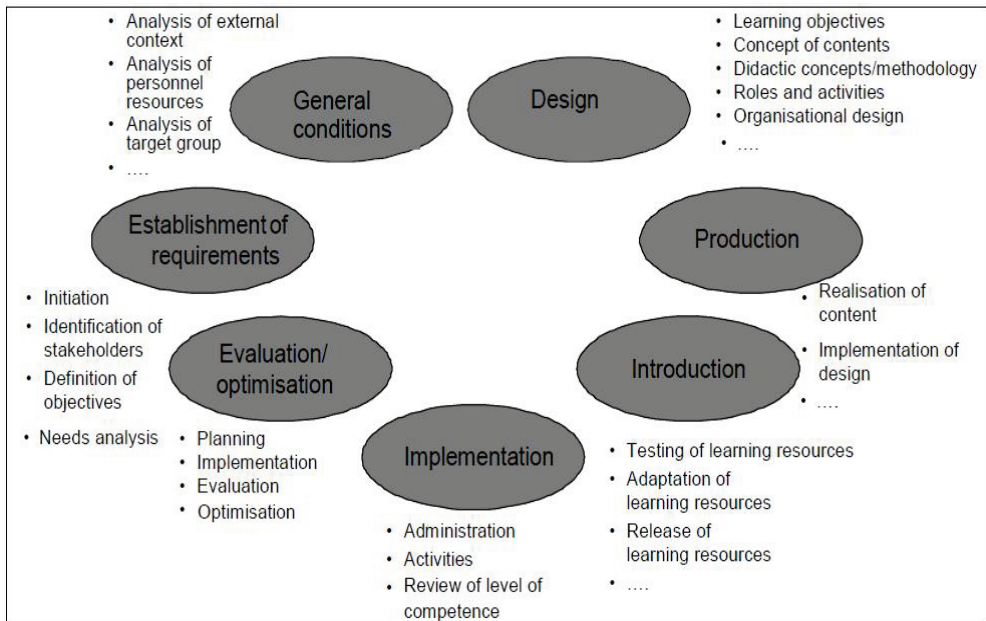 • Analysis of external
context
• Analysis of
personnel
resources
• Analysis of
target group
• ….
General
conditions
Design
• Learning objectives
• Concept of contents
• Didactic concepts/methodology
• Roles and activities
• Organisational design
• ….
Establishment of
requirements
• Initiation
• Identification of
stakeholders
• Definition of
objectives
• Needs analysis
Production
• Realisation of
content
• Implementation of
design
• ….
Evaluation/
optimisation
• Planning
• Implementation
• Evaluation
• Optimisation
Introduction
• Testing of learning resources
• Adaptation of
learning resources
• Release of
learning resources
• ….
Implementation
• Administration
• Activities
• Review of level of
competence